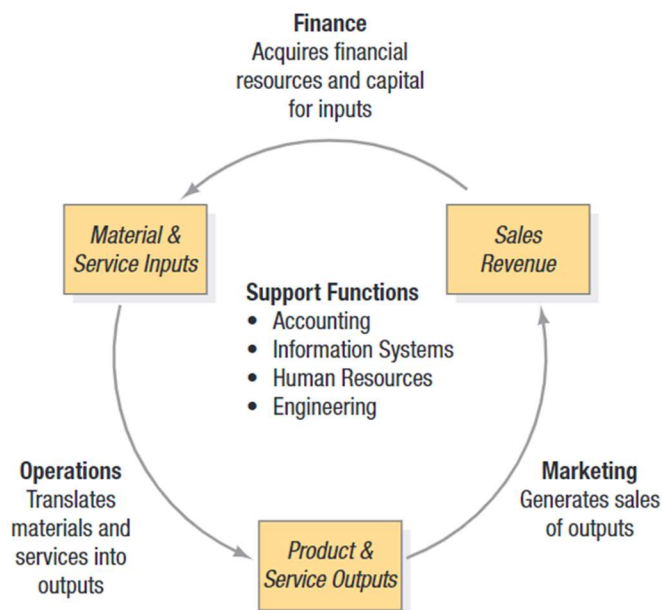 Finance
Acquires financial
resources and capital
for inputs
Material &
Service Inputs
Sales
Revenue
Support Functions
• Accounting
• Information Systems
• Human Resources
• Engineering
Operations
Translates
materials and
services into
outputs
Marketing
Generates sales
of outputs
Product &
Service Outputs